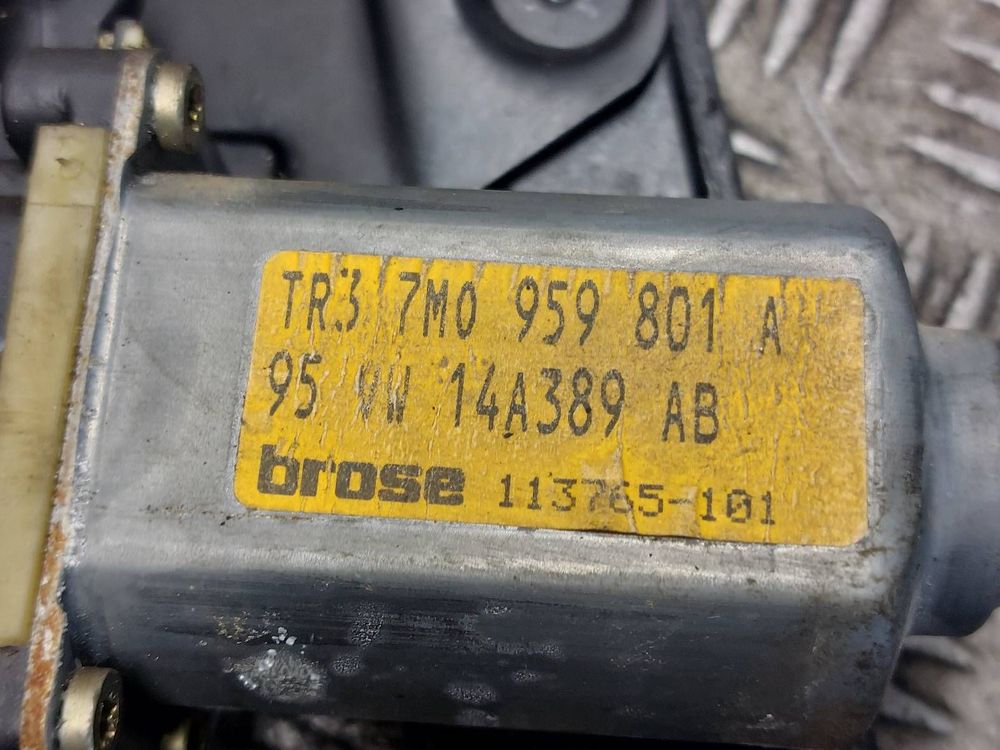 TR3 7M0 959 801 A
95 VW 14A389 AB
brose 113765-101